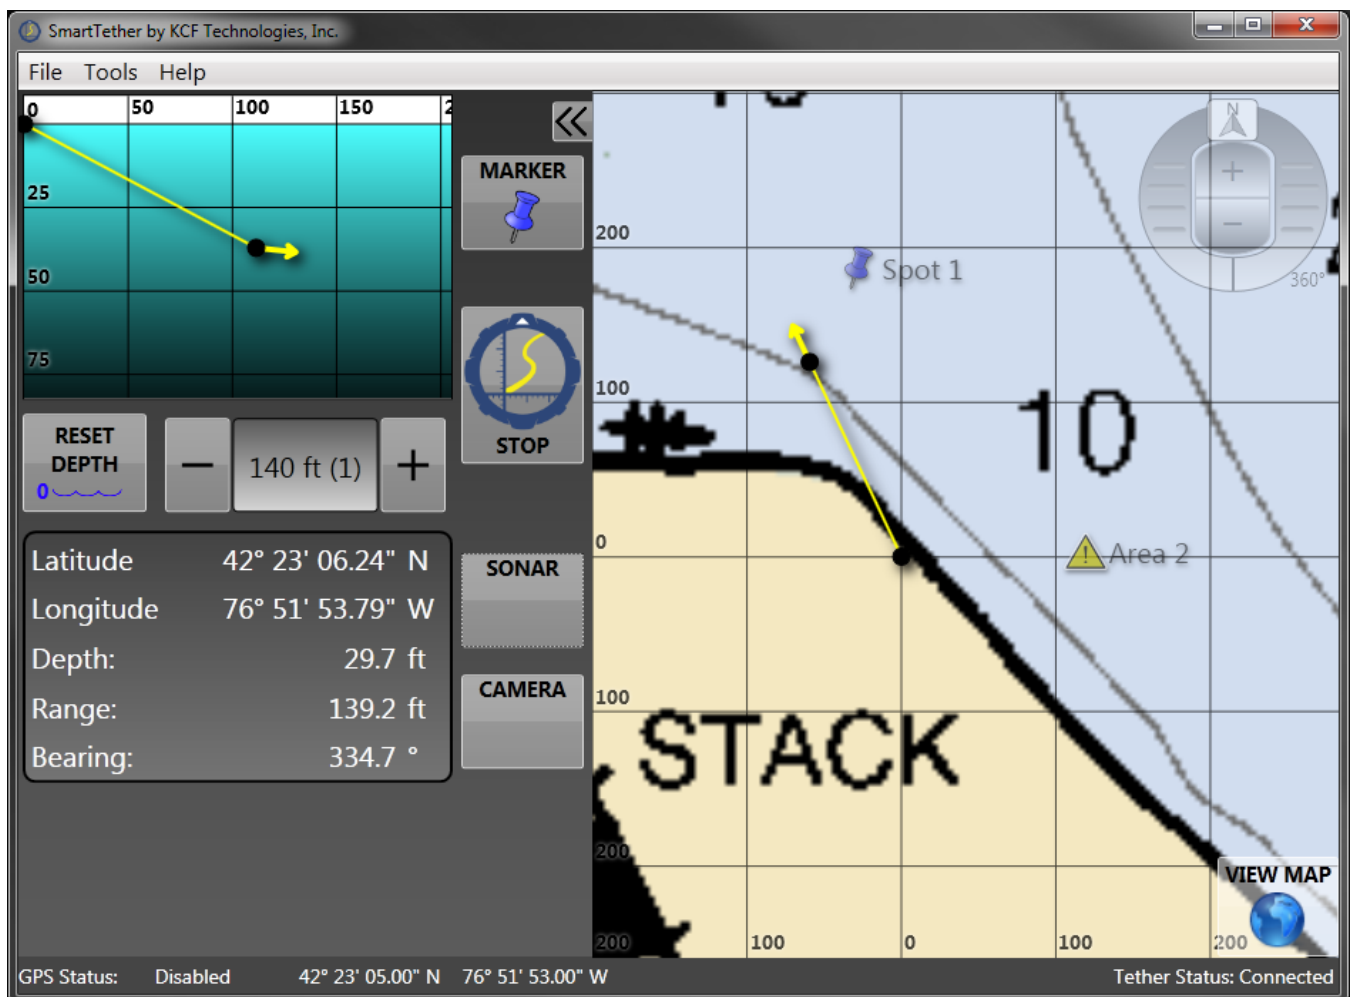 SmartTether by KCF Technologies, Inc.
File Tools Help
0 50 100 150 2
25
50
75
MARKER
STOP
RESET
DEPTH
0
140 ft (1)
Latitude 42° 23' 06.24" N
Longitude 76° 51' 53.79" W
Depth: 29.7 ft
Range: 139.2 ft
Bearing: 334.7 °
SONAR
CAMERA
N
+
−
360°
200
Spot 1
100
10
0
Area 2
100
STACK
200
VIEW MAP
200 100 0 100 200
GPS Status: Disabled 42° 23' 05.00" N 76° 51' 53.00" W
Tether Status: Connected